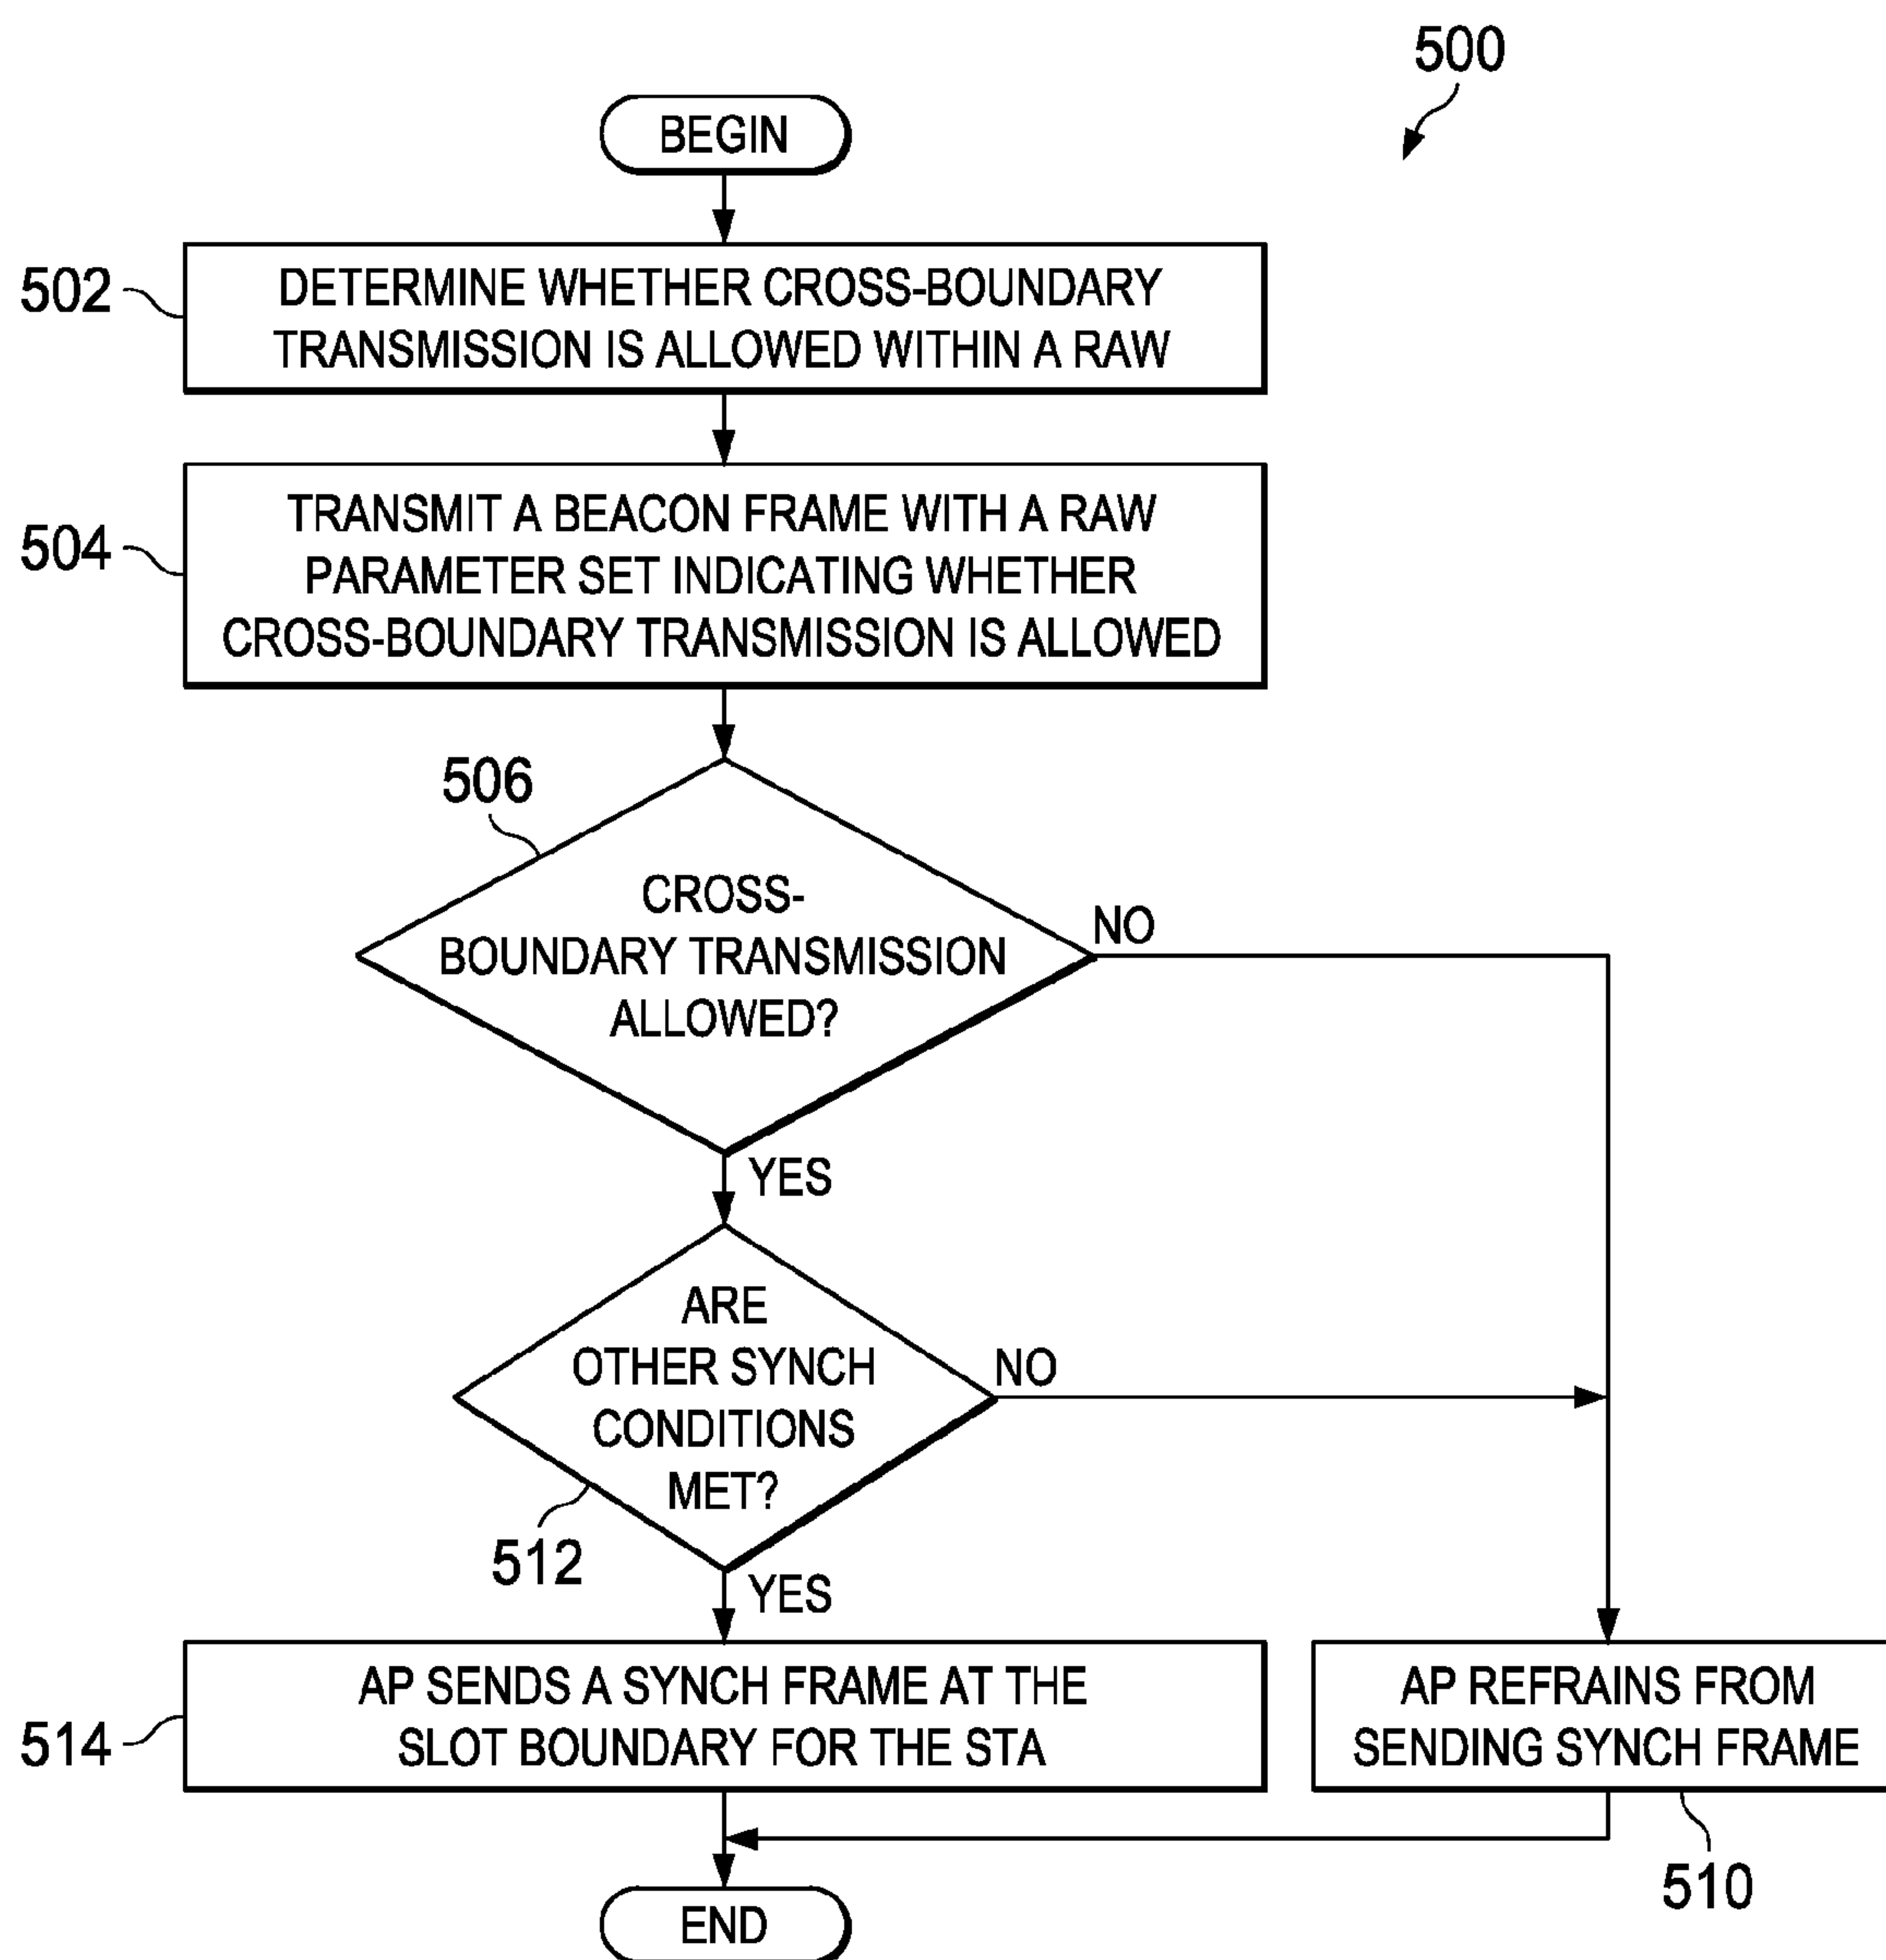 500
BEGIN
502
DETERMINE WHETHER CROSS-BOUNDARY
TRANSMISSION IS ALLOWED WITHIN A RAW
504
TRANSMIT A BEACON FRAME WITH A RAW
PARAMETER SET INDICATING WHETHER
CROSS-BOUNDARY TRANSMISSION IS ALLOWED
506
CROSS-
BOUNDARY TRANSMISSION
ALLOWED?
NO
YES
ARE
OTHER SYNCH
CONDITIONS
MET?
NO
512
YES
514
AP SENDS A SYNCH FRAME AT THE
SLOT BOUNDARY FOR THE STA
AP REFRAINS FROM
SENDING SYNCH FRAME
510
END